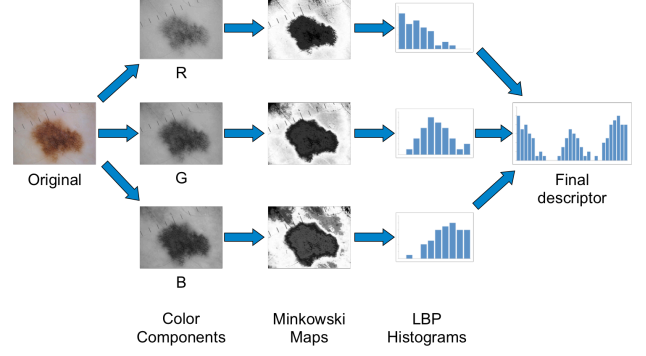 R
Original
G
Final
descriptor
B
Color
Components
Minkowski
Maps
LBP
Histograms